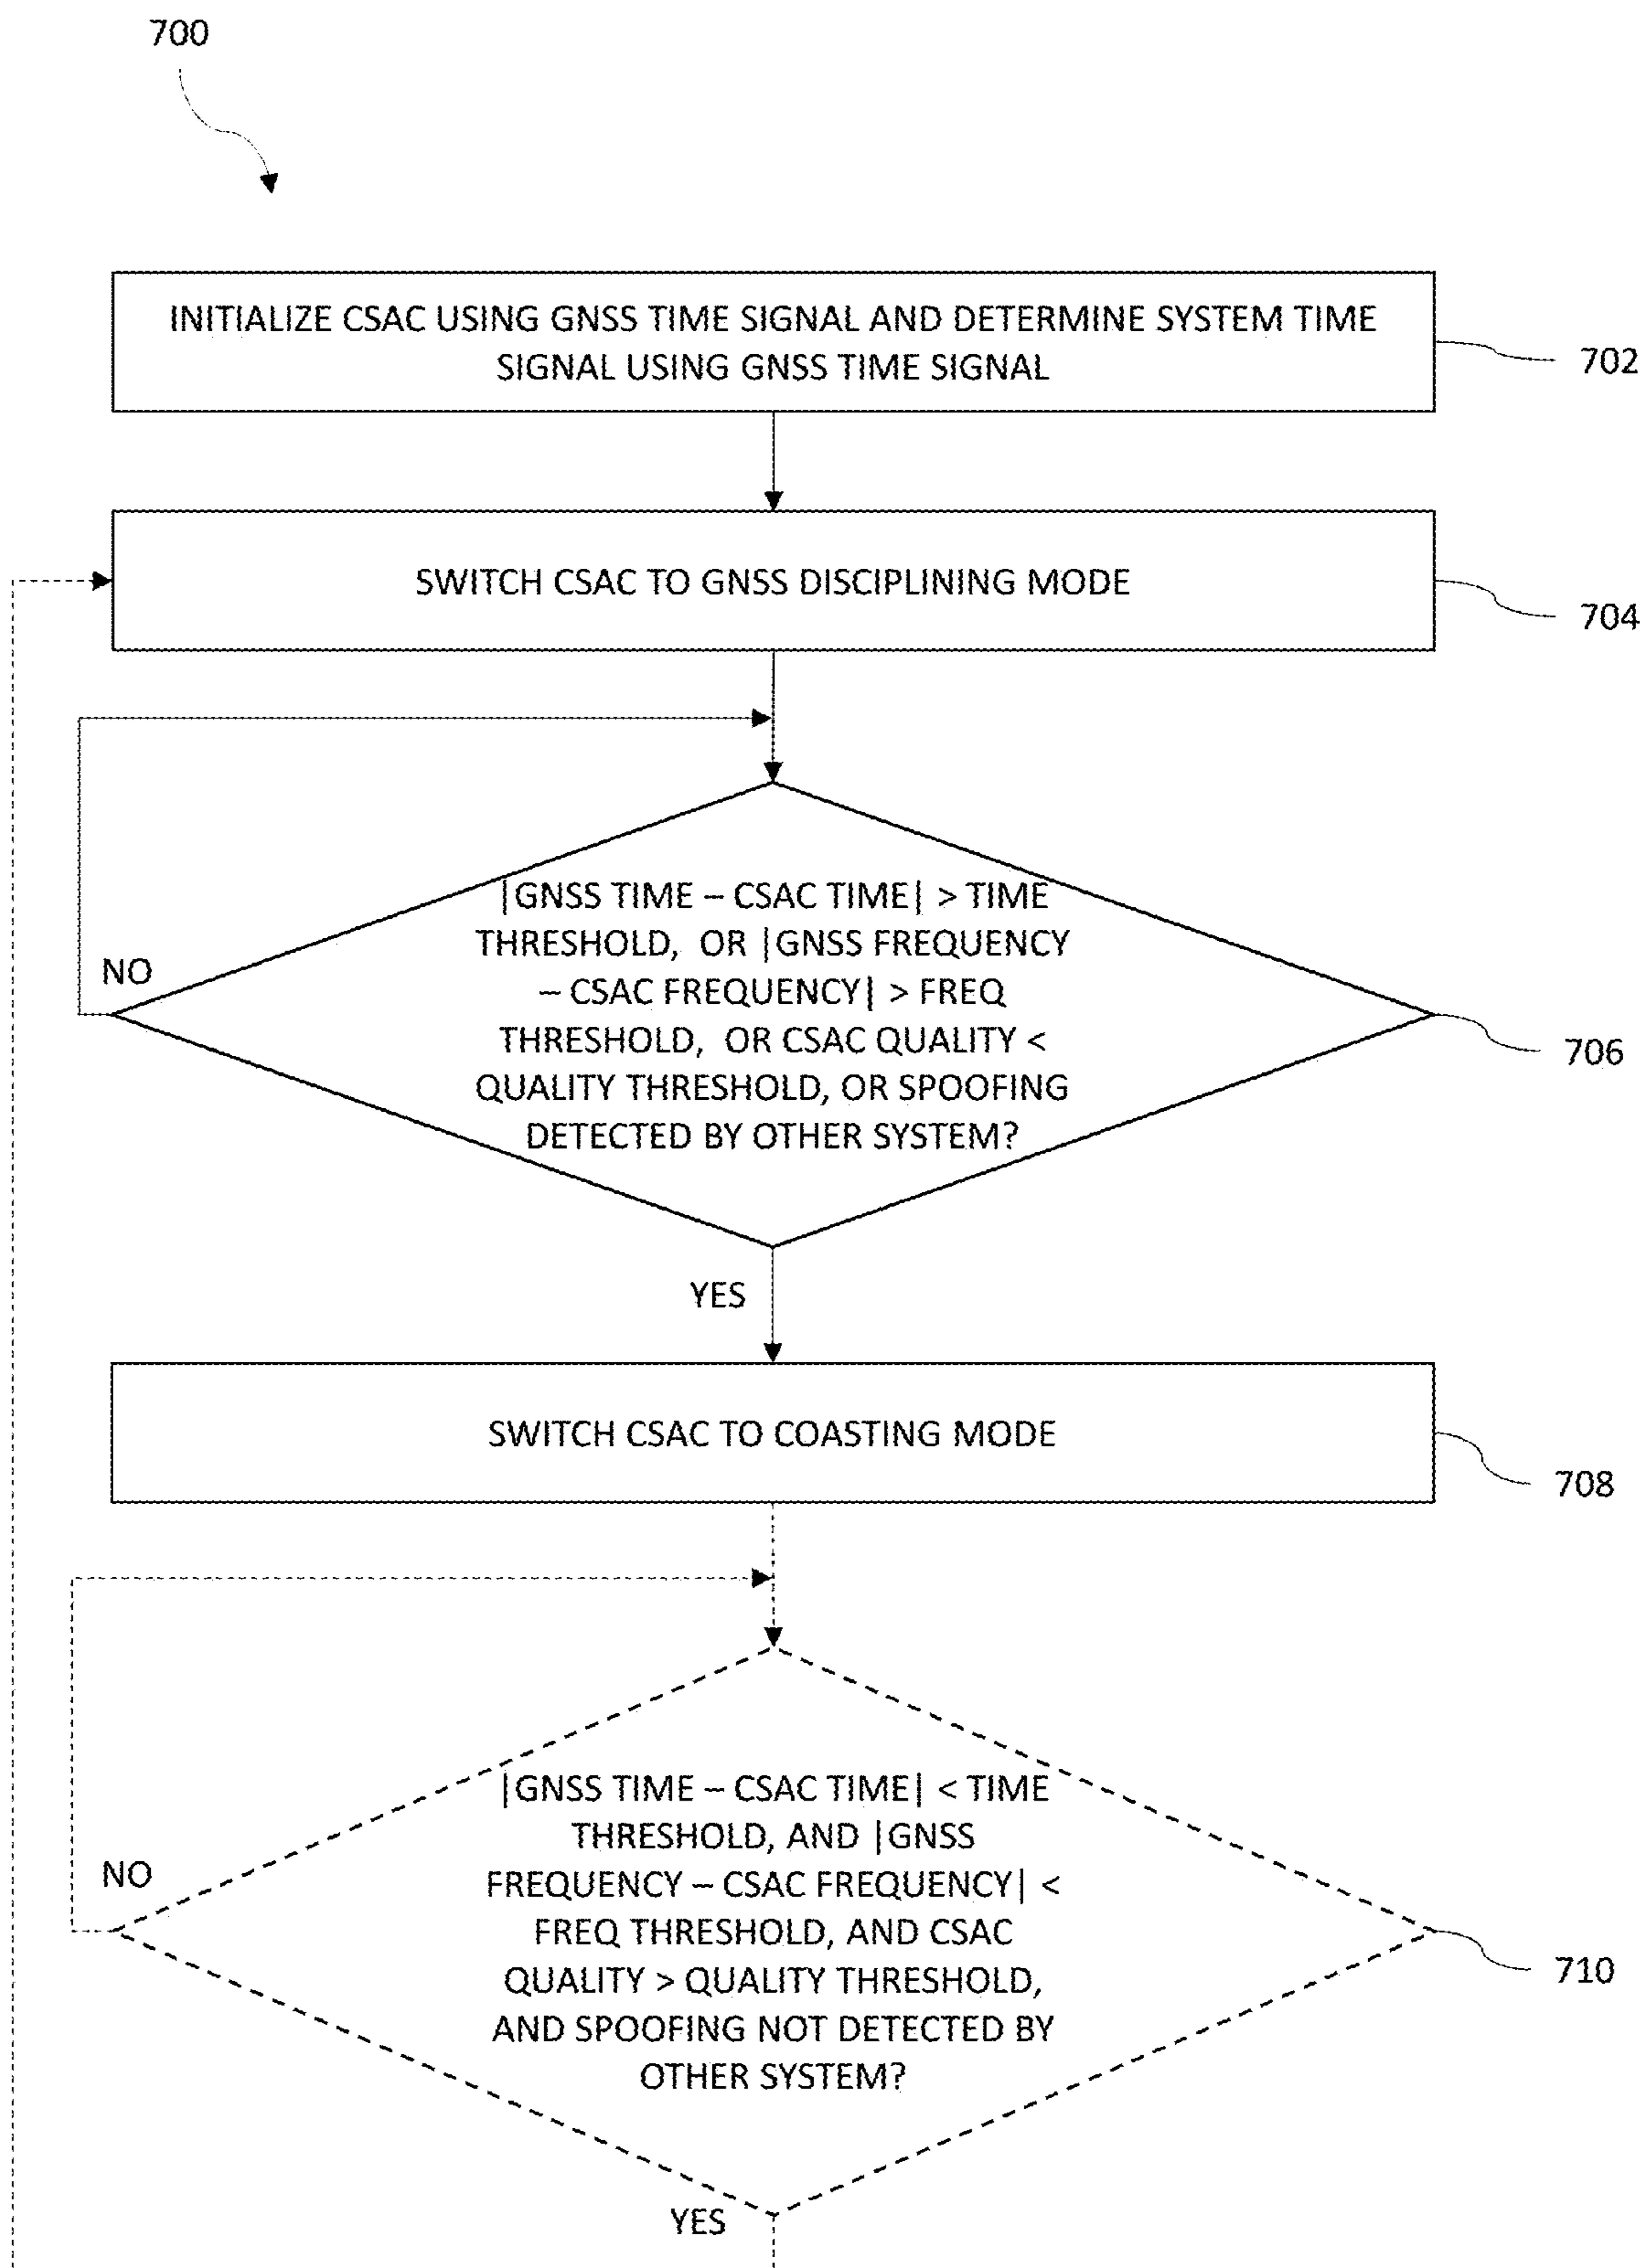 700
INITIALIZE CSAC USING GNSS TIME SIGNAL AND DETERMINE SYSTEM TIME
SIGNAL USING GNSS TIME SIGNAL
702
SWITCH CSAC TO GNSS DISCIPLINING MODE
704
|GNSS TIME – CSAC TIME| > TIME
THRESHOLD, OR |GNSS FREQUENCY
– CSAC FREQUENCY| > FREQ
THRESHOLD, OR CSAC QUALITY <
QUALITY THRESHOLD, OR SPOOFING
DETECTED BY OTHER SYSTEM?
NO
706
YES
SWITCH CSAC TO COASTING MODE
708
|GNSS TIME – CSAC TIME| < TIME
THRESHOLD, AND |GNSS
FREQUENCY – CSAC FREQUENCY| <
FREQ THRESHOLD, AND CSAC
QUALITY > QUALITY THRESHOLD,
AND SPOOFING NOT DETECTED BY
OTHER SYSTEM?
NO
710
YES